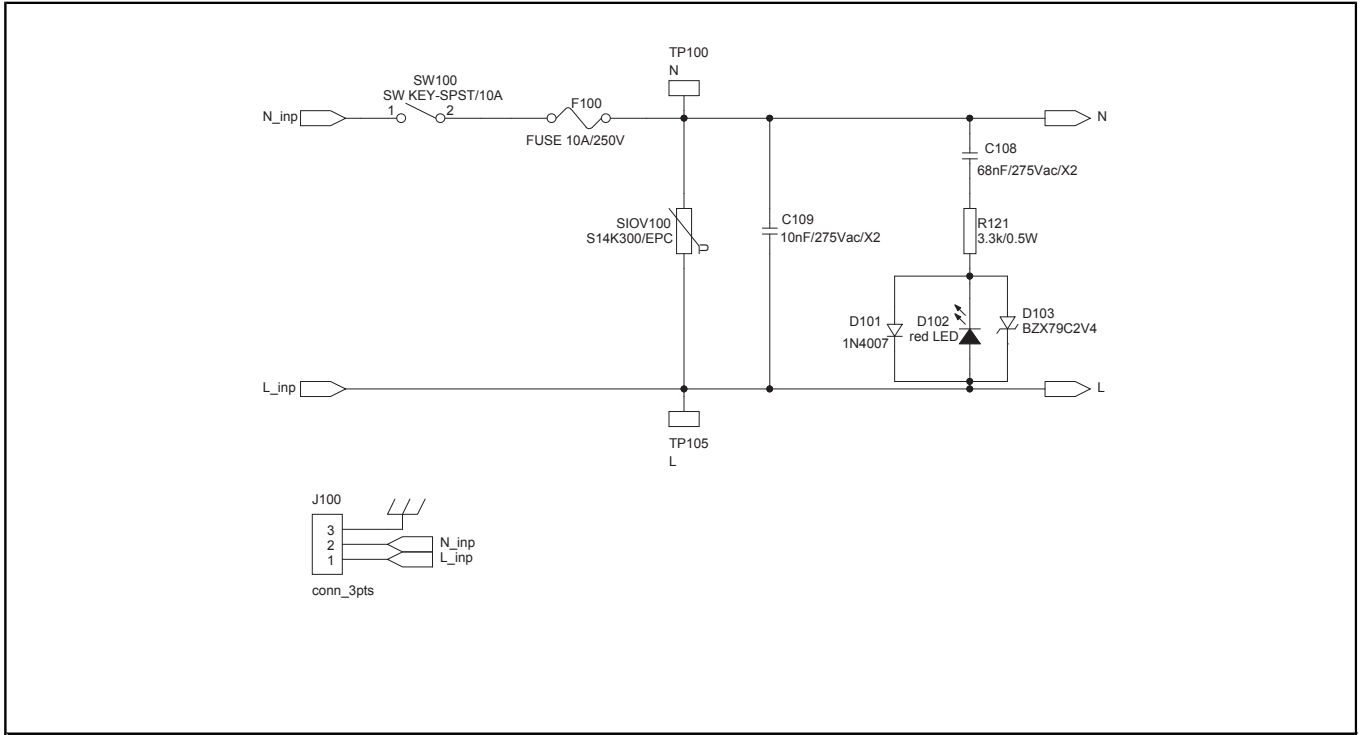 TP100
N
SW100
SW KEY-SPST/10A
N_inp
1
2
F100
FUSE 10A/250V
N
C108
68nF/275Vac/X2
SIOV100
S14K300/EPC
C109
10nF/275Vac/X2
R121
3.3k/0.5W
D101
1N4007
D102
red LED
D103
BZX79C2V4
L_inp
L
TP105
L
J100
3
2
1
N_inp
L_inp
conn_3pts